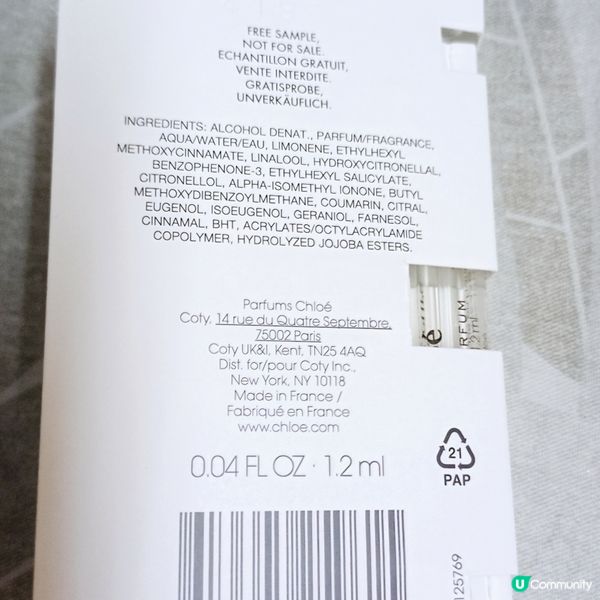 FREE SAMPLE,
NOT FOR SALE.
ECHANTILLON GRATUIT,
VENTE INTERDITE.
GRATISPROBE,
UNVERKÄUFLICH.
INGREDIENTS: ALCOHOL DENAT., PARFUM/FRAGRANCE,
AQUA/WATER/EAU, LIMONENE, ETHYLHEXYL
METHOXYCINNAMATE, LINALOOL, HYDROXYCITRONELLAL,
BENZOPHENONE-3, ETHYLHEXYL SALICYLATE,
CITRONELLOL, ALPHA-ISOMETHYL IONONE, BUTYL
METHOXYDIBENZOYLMETHANE, COUMARIN, CITRAL,
EUGENOL, ISOEUGENOL, GERANIOL, FARNESOL,
CINNAMAL, BHT, ACRYLATES/OCTYLACRYLAMIDE
COPOLYMER, HYDROLYZED JOJOBA ESTERS.
Parfums Chloé
Coty, 14 rue du Quatre Septembre,
75002 Paris
Coty UK&I, Kent, TN25 4AQ
Dist. for/pour Coty Inc.,
New York, NY 10118
Made in France /
Fabriqué en France
www.chloe.com
0.04 FL OZ · 1.2 ml
21
PAP
125769
U Community